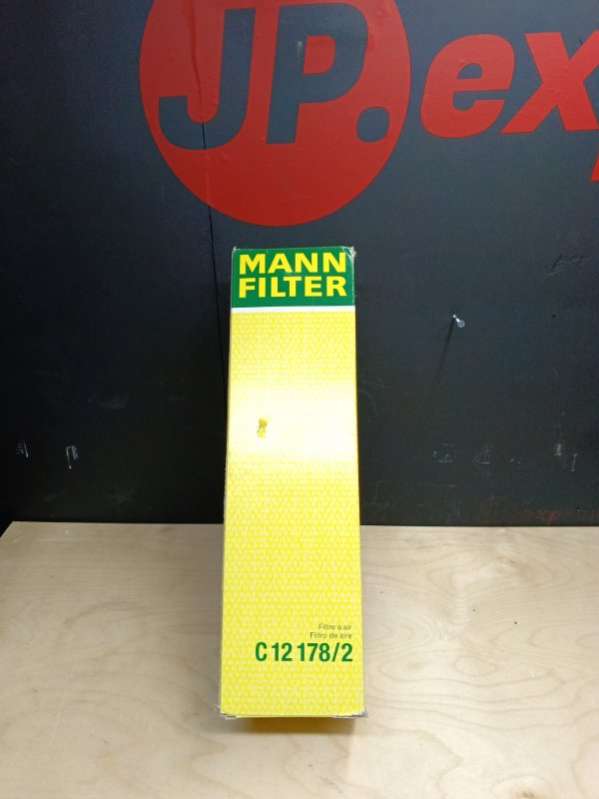 JP.ex
MANN
FILTER
Filtre à air
Filtro de aire
C 12 178/2